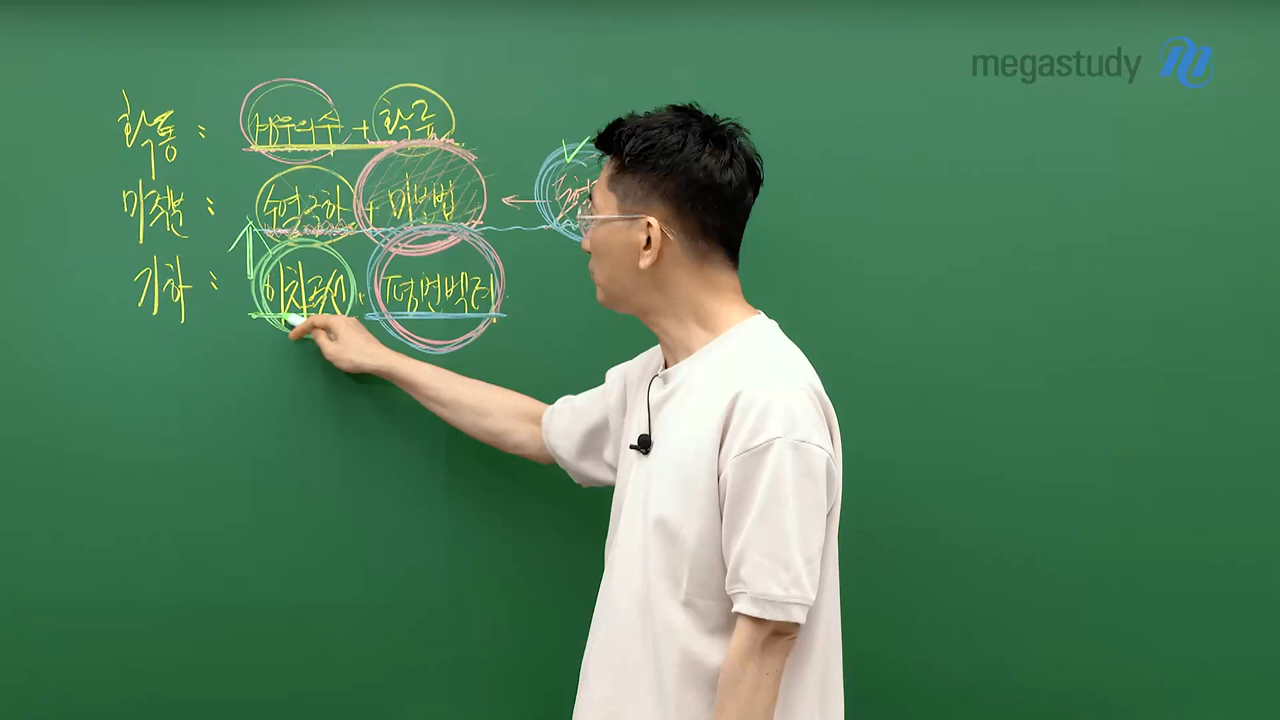 megastudy
확통 : 경우의수 + 확률
미적분 : 수열극한 + 미분법 ←
기하 : 이차곡선, 평면벡터